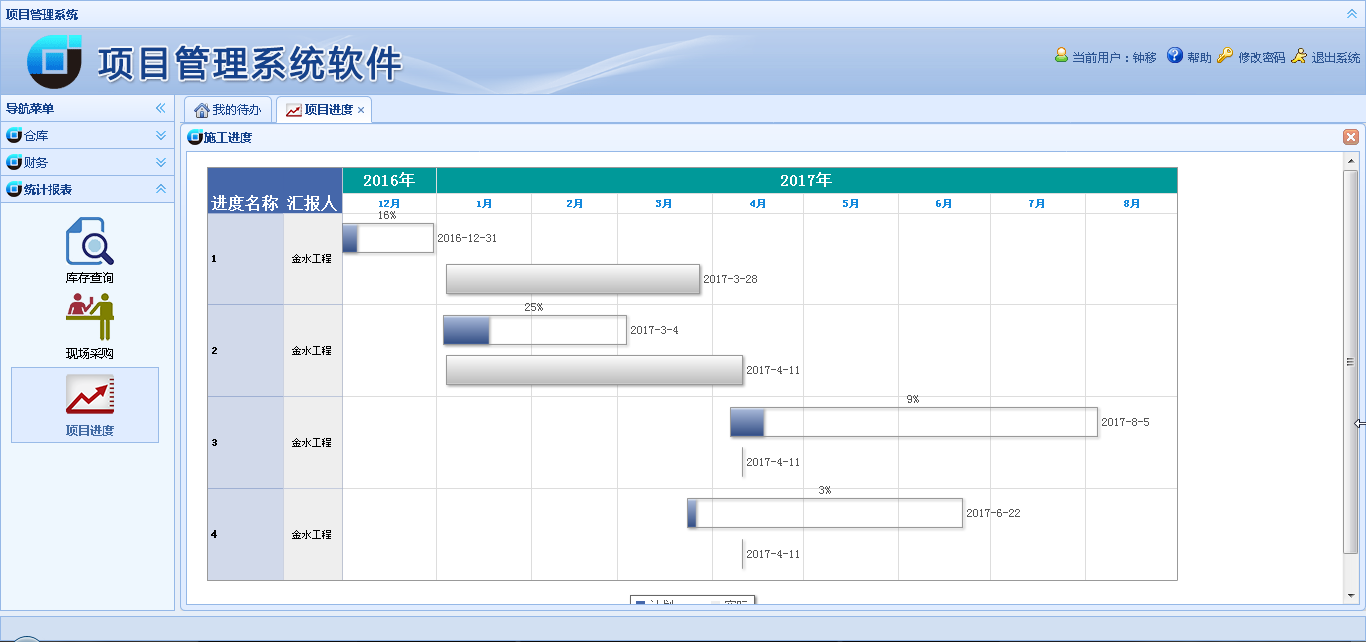 项目管理系统
项目管理系统软件
当前用户：钟移 帮助 修改密码 退出系统
导航菜单
仓库
财务
统计报表
库存查询
现场采购
项目进度
我的待办 项目进度
施工进度
进度名称 汇报人 2016年 2017年
12月 1月 2月 3月 4月 5月 6月 7月 8月
16%
2016-12-31
1 金水工程
2017-3-28
25%
2017-3-4
2 金水工程
2017-4-11
9%
2017-8-5
3 金水工程
2017-4-11
3%
2017-6-22
4 金水工程
2017-4-11
计划 实际